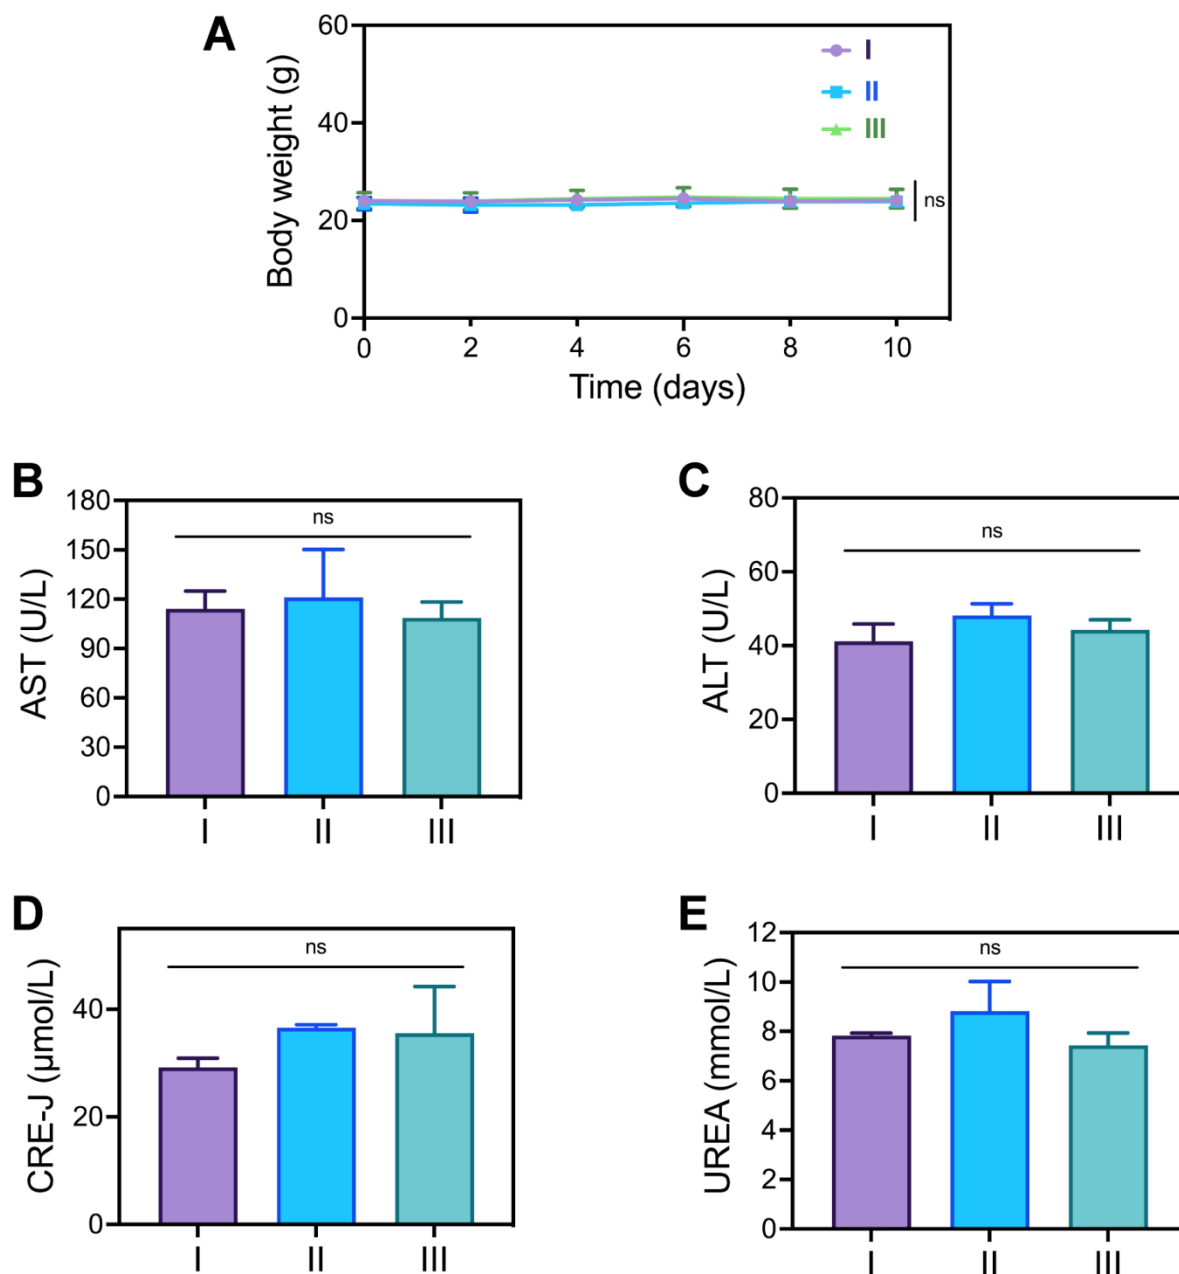 A
Body weight (g)
60
40
20
0
I
II
III
ns
0 2 4 6 8 10
Time (days)
B
AST (U/L)
180
150
120
90
60
30
0
ns
I II III
C
ALT (U/L)
80
60
40
20
0
ns
I II III
D
CRE-J (µmol/L)
40
20
0
ns
I II III
E
UREA (mmol/L)
12
10
8
6
4
2
0
ns
I II III